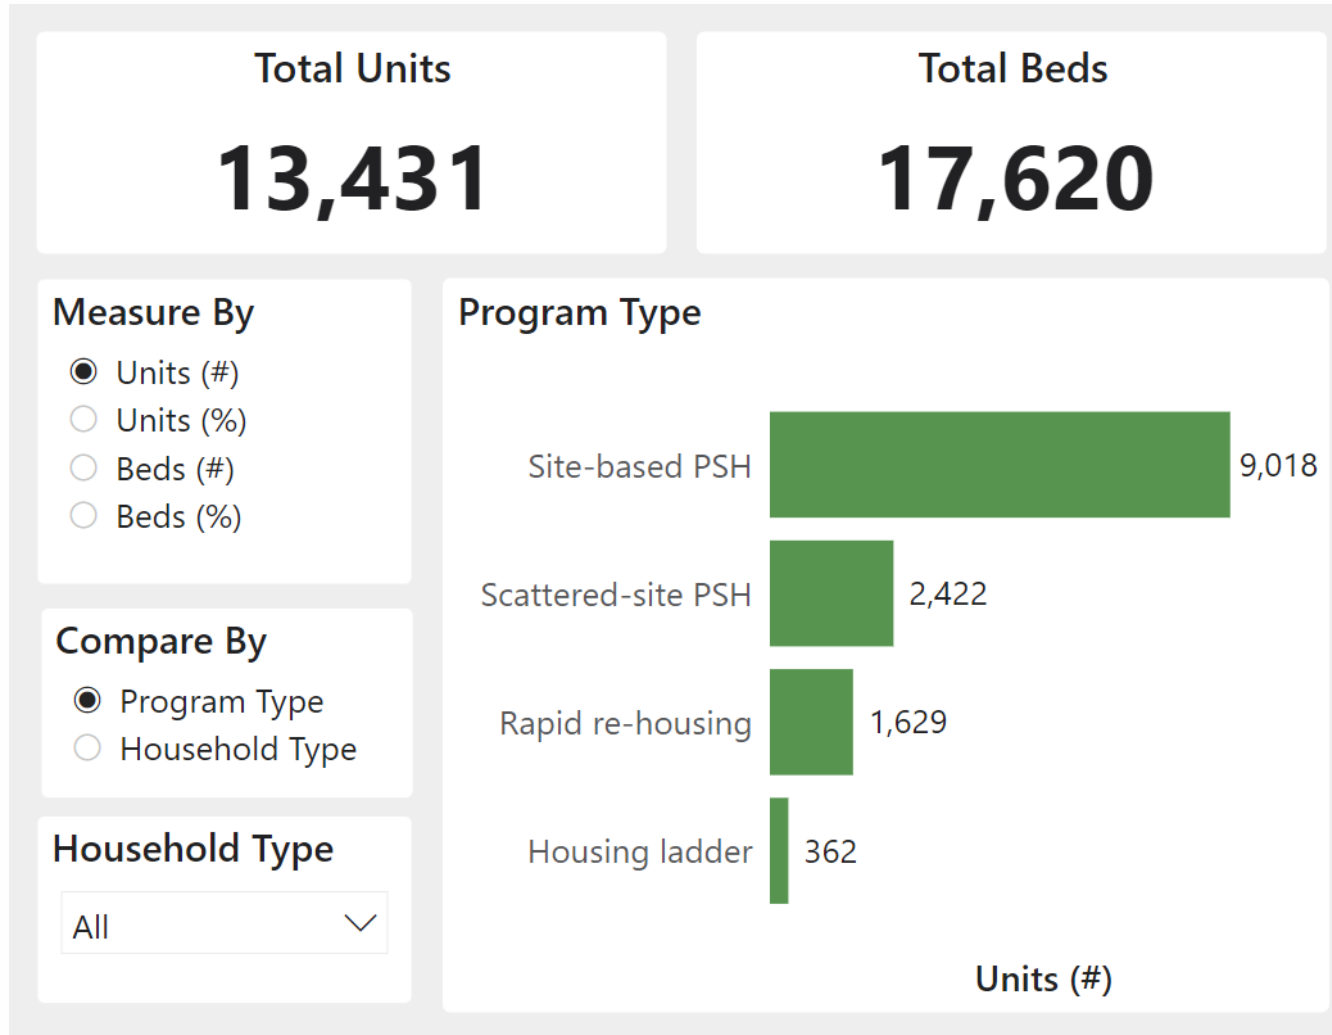 Total Units
13,431
Total Beds
17,620
Measure By
Units (#)
Units (%)
Beds (#)
Beds (%)
Compare By
Program Type
Household Type
Household Type
All
Program Type
Site-based PSH 9,018
Scattered-site PSH 2,422
Rapid re-housing 1,629
Housing ladder 362
Units (#)